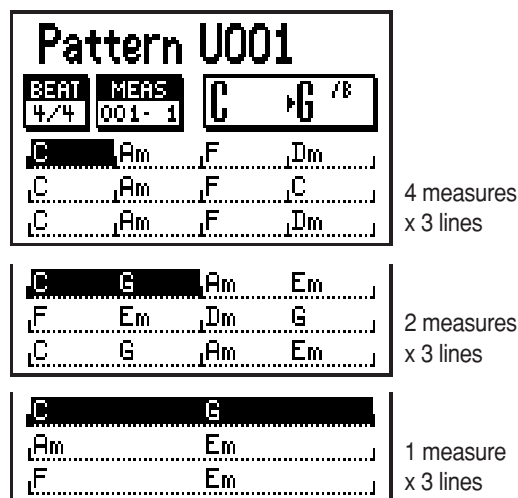 Pattern U001
BEAT MEAS
4/4 001- 1 C ▸G /B
C Am F Dm
C Am F C
C Am F Dm
4 measures
x 3 lines
C G Am Em
F Em Dm G
C G Am Em
2 measures
x 3 lines
C G
Am Em
F Em
1 measure
x 3 lines